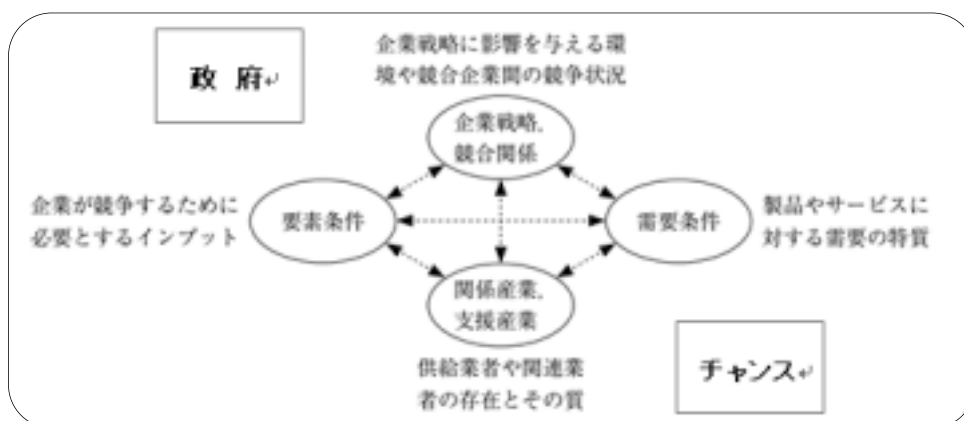 企業戦略に影響を与える環
境や競合企業間の競争状況
政 府↵
企業戦略,
競合関係
企業が競争するために
必要とするインプット
要素条件
需要条件
製品やサービスに
対する需要の特質
関係産業,
支援産業
供給業者や関連業
者の存在とその質
チャンス↵